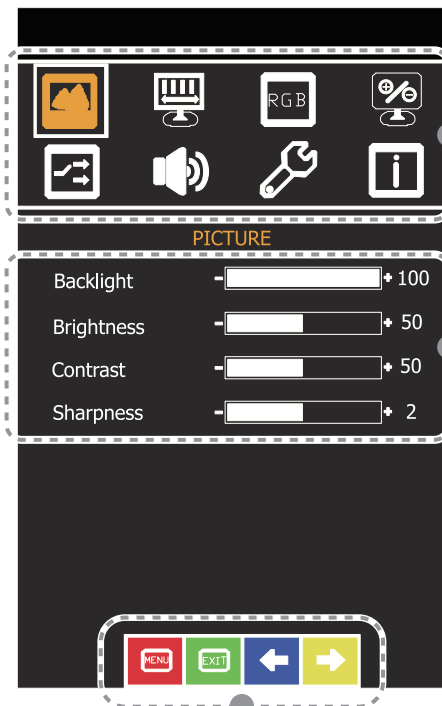 RGB
PICTURE
Backlight - + 100
Brightness - + 50
Contrast - + 50
Sharpness - + 2
MENU EXIT